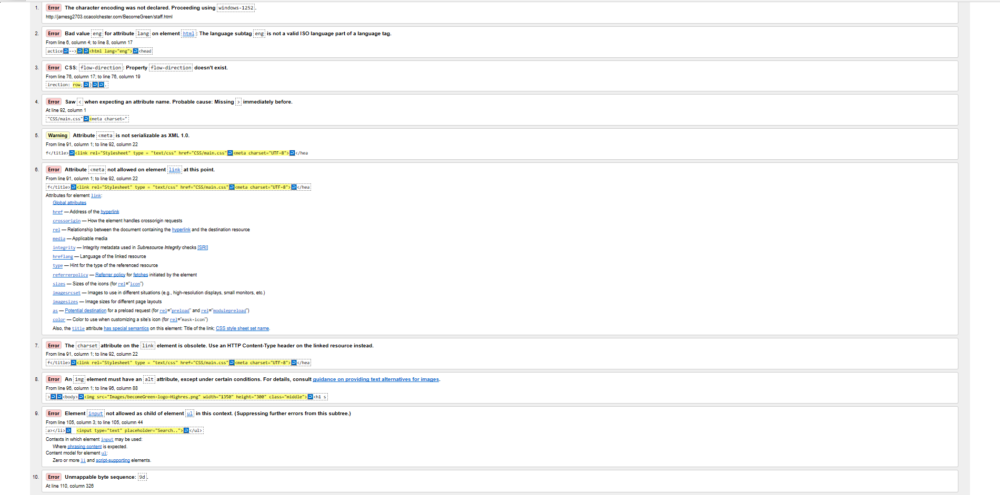 1. Error The character encoding was not declared. Proceeding using windows-1252.
http://jamesg2703.ccacolchester.com/BecomeGreen/staff.html
2. Error Bad value eng for attribute lang on element html: The language subtag eng is not a valid ISO language part of a language tag.
From line 6, column 4; to line 8, column 17
actice↩-->↩↩<html lang="eng">↩<head
3. Error CSS: flow-direction: Property flow-direction doesn't exist.
From line 76, column 17; to line 76, column 19
irection: row;↩}↩↩.
4. Error Saw < when expecting an attribute name. Probable cause: Missing > immediately before.
At line 92, column 1
"CSS/main.css"↩<meta charset="
5. Warning Attribute <meta is not serializable as XML 1.0.
From line 91, column 1; to line 92, column 22
f</title>↩<link rel="Stylesheet" type = "text/css" href="CSS/main.css"↩<meta charset="UTF-8">↩</hea
6. Error Attribute <meta not allowed on element link at this point.
From line 91, column 1; to line 92, column 22
f</title>↩<link rel="Stylesheet" type = "text/css" href="CSS/main.css"↩<meta charset="UTF-8">↩</hea
Attributes for element link:
Global attributes
href — Address of the hyperlink
crossorigin — How the element handles crossorigin requests
rel — Relationship between the document containing the hyperlink and the destination resource
media — Applicable media
integrity — Integrity metadata used in Subresource Integrity checks [SRI]
hreflang — Language of the linked resource
type — Hint for the type of the referenced resource
referrerpolicy — Referrer policy for fetches initiated by the element
sizes — Sizes of the icons (for rel="icon")
imagesrcset — Images to use in different situations (e.g., high-resolution displays, small monitors, etc.)
imagesizes — Image sizes for different page layouts
as — Potential destination for a preload request (for rel="preload" and rel="modulepreload")
color — Color to use when customizing a site's icon (for rel="mask-icon")
Also, the title attribute has special semantics on this element: Title of the link; CSS style sheet set name.
7. Error The charset attribute on the link element is obsolete. Use an HTTP Content-Type header on the linked resource instead.
From line 91, column 1; to line 92, column 22
f</title>↩<link rel="Stylesheet" type = "text/css" href="CSS/main.css"↩<meta charset="UTF-8">↩</hea
8. Error An img element must have an alt attribute, except under certain conditions. For details, consult guidance on providing text alternatives for images.
From line 96, column 1; to line 96, column 88
>↩↩<body>↩<img src="Images/becomeGreen-logo-Highres.png" width="1350" height="300" class="middle">↩<h1 s
9. Error Element input not allowed as child of element ul in this context. (Suppressing further errors from this subtree.)
From line 105, column 3; to line 105, column 44
a></li>↩ <input type="text" placeholder="Search..">↩</ul>
Contexts in which element input may be used:
Where phrasing content is expected.
Content model for element ul:
Zero or more li and script-supporting elements.
10. Error Unmappable byte sequence: 9d.
At line 110, column 326